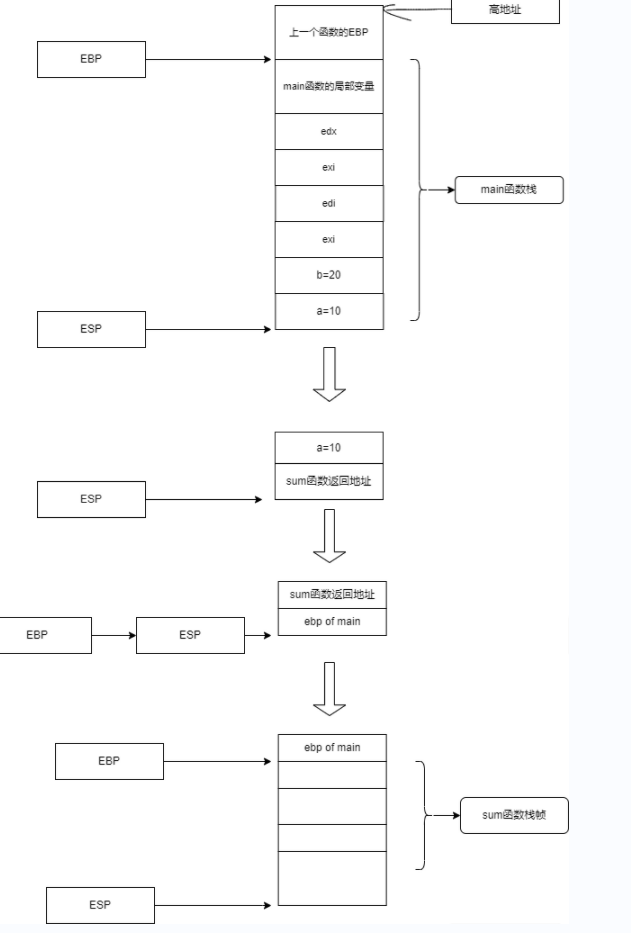 高地址
上一个函数的EBP
EBP
main函数的局部变量
edx
exi
edi
main函数栈
exi
b=20
a=10
ESP
a=10
sum函数返回地址
ESP
sum函数返回地址
ebp of main
EBP
ESP
ebp of main
EBP
sum函数栈帧
ESP